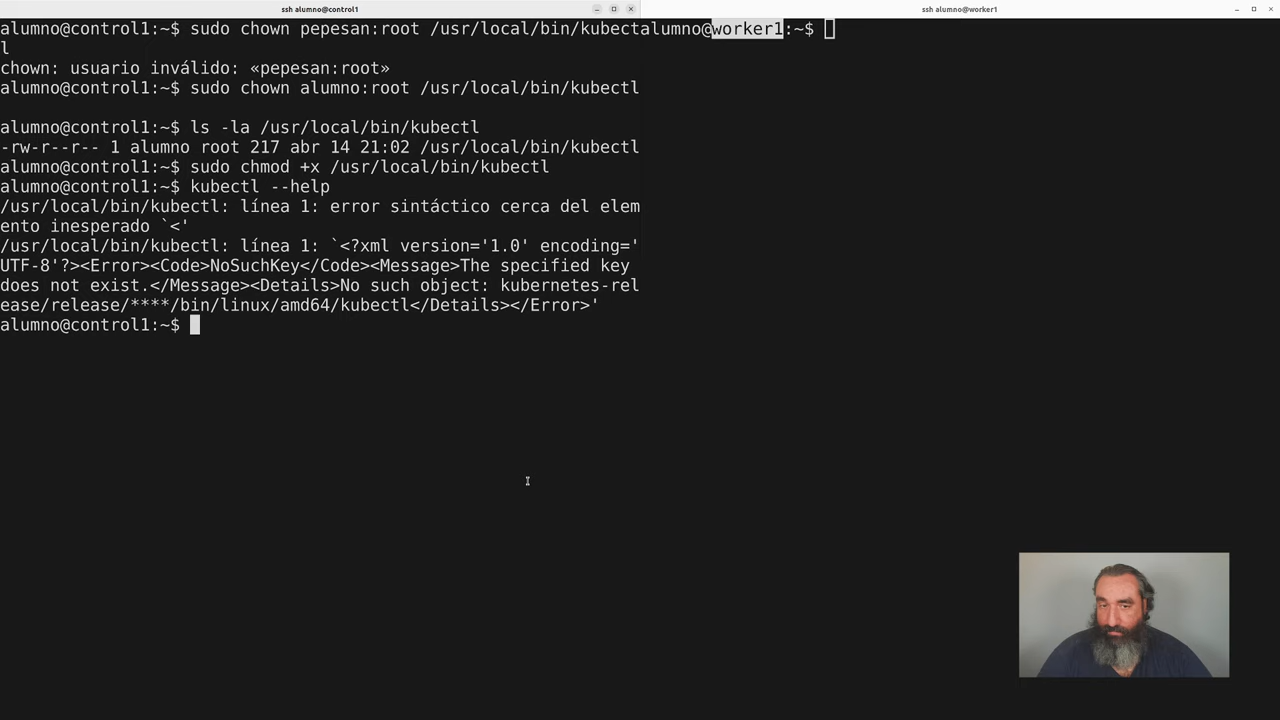 ssh alumno@control1
ssh alumno@worker1
alumno@control1:~$ sudo chown pepesan:root /usr/local/bin/kubect
l
chown: usuario inválido: «pepesan:root»
alumno@control1:~$ sudo chown alumno:root /usr/local/bin/kubectl
alumno@control1:~$ ls -la /usr/local/bin/kubectl
-rw-r--r-- 1 alumno root 217 abr 14 21:02 /usr/local/bin/kubectl
alumno@control1:~$ sudo chmod +x /usr/local/bin/kubectl
alumno@control1:~$ kubectl --help
/usr/local/bin/kubectl: línea 1: error sintáctico cerca del elem
ento inesperado `<'
/usr/local/bin/kubectl: línea 1: `<?xml version='1.0' encoding='
UTF-8'?><Error><Code>NoSuchKey</Code><Message>The specified key
does not exist.</Message><Details>No such object: kubernetes-rel
ease/release/****/bin/linux/amd64/kubectl</Details></Error>'
alumno@control1:~$
alumno@worker1:~$